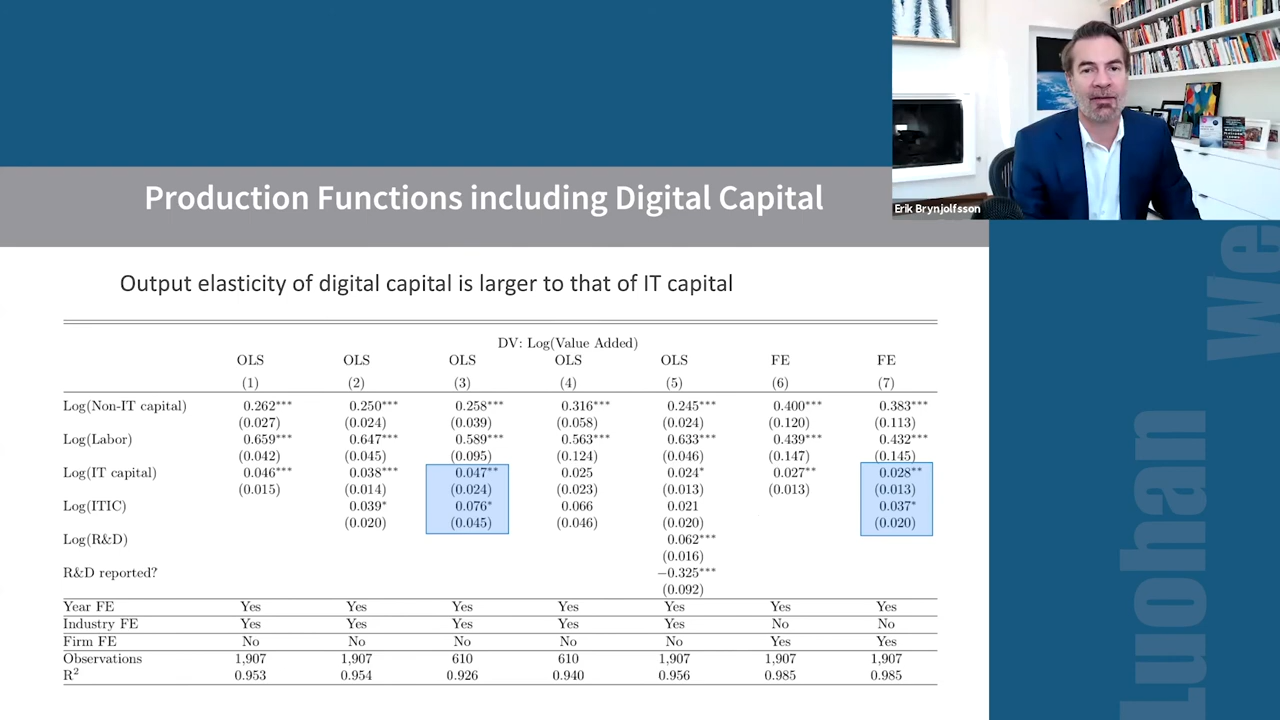 Erik Brynjolfsson
Production Functions including Digital Capital
Output elasticity of digital capital is larger to that of IT capital
DV: Log(Value Added)
OLS OLS OLS OLS OLS FE FE
(1) (2) (3) (4) (5) (6) (7)
Log(Non-IT capital) 0.262*** 0.250*** 0.258*** 0.316*** 0.245*** 0.400*** 0.383***
(0.027) (0.024) (0.039) (0.058) (0.024) (0.120) (0.113)
Log(Labor) 0.659*** 0.647*** 0.589*** 0.563*** 0.633*** 0.439*** 0.432***
(0.042) (0.045) (0.095) (0.124) (0.046) (0.147) (0.145)
Log(IT capital) 0.046*** 0.038*** 0.047** 0.025 0.024* 0.027** 0.028**
(0.015) (0.014) (0.024) (0.023) (0.013) (0.013) (0.013)
Log(ITIC) 0.039* 0.076* 0.066 0.021 0.037*
(0.020) (0.045) (0.046) (0.020) (0.020)
Log(R&D) 0.062***
(0.016)
R&D reported? −0.325***
(0.092)
Year FE Yes Yes Yes Yes Yes Yes Yes
Industry FE Yes Yes Yes Yes Yes No No
Firm FE No No No No No Yes Yes
Observations 1,907 1,907 610 610 1,907 1,907 1,907
R² 0.953 0.954 0.926 0.940 0.956 0.985 0.985
Luohan We